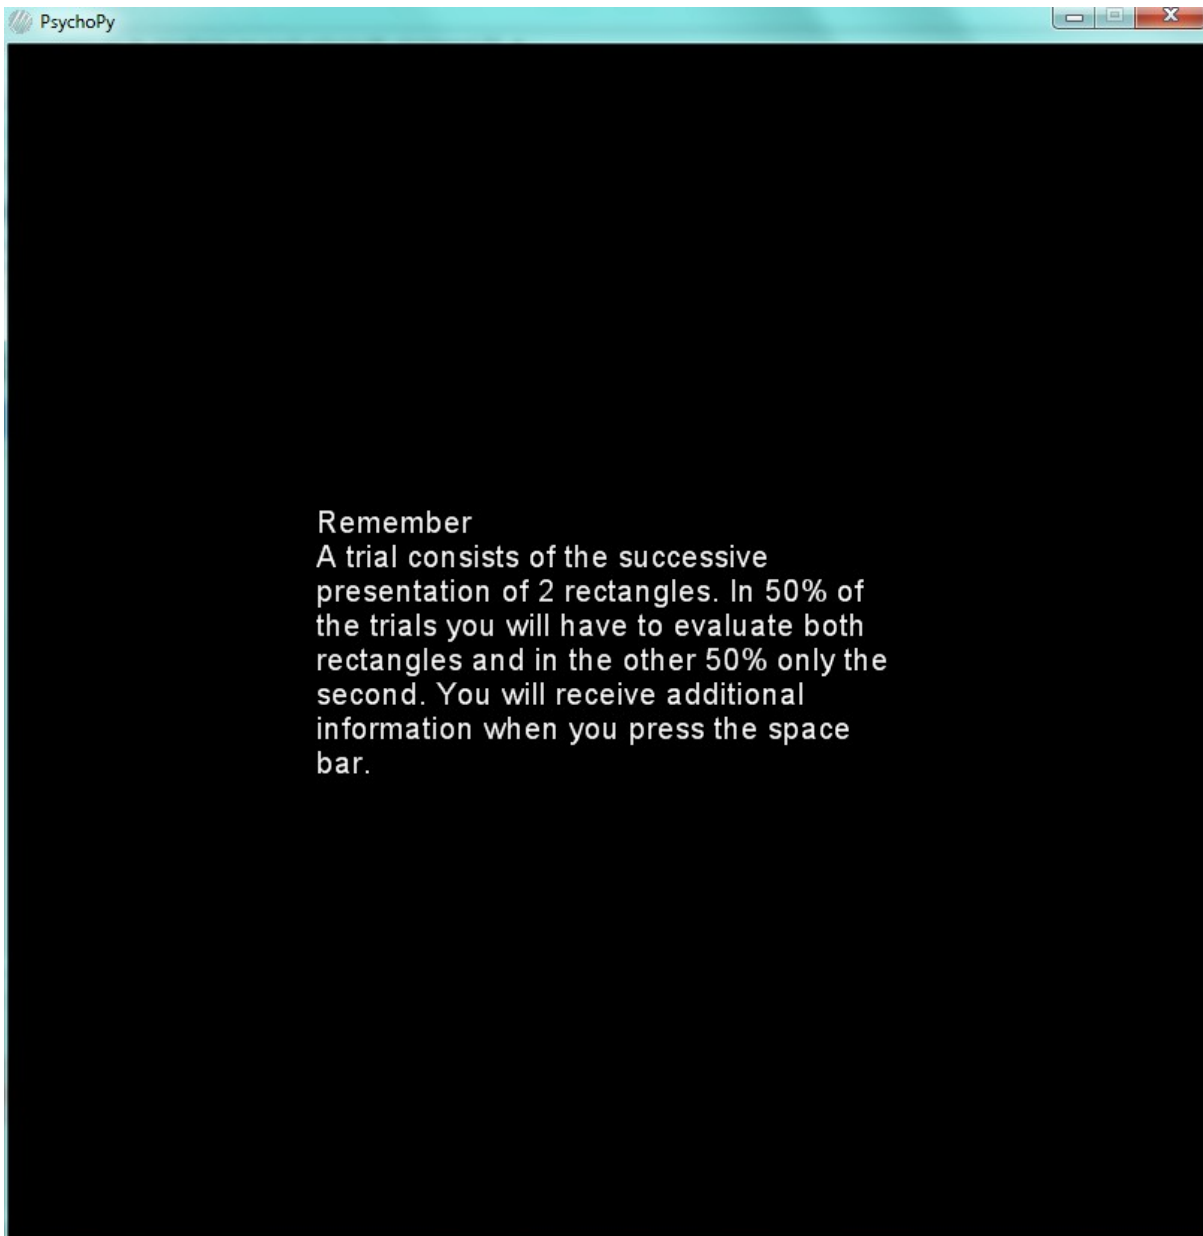 PsychoPy
Remember
A trial consists of the successive
presentation of 2 rectangles. In 50% of
the trials you will have to evaluate both
rectangles and in the other 50% only the
second. You will receive additional
information when you press the space
bar.